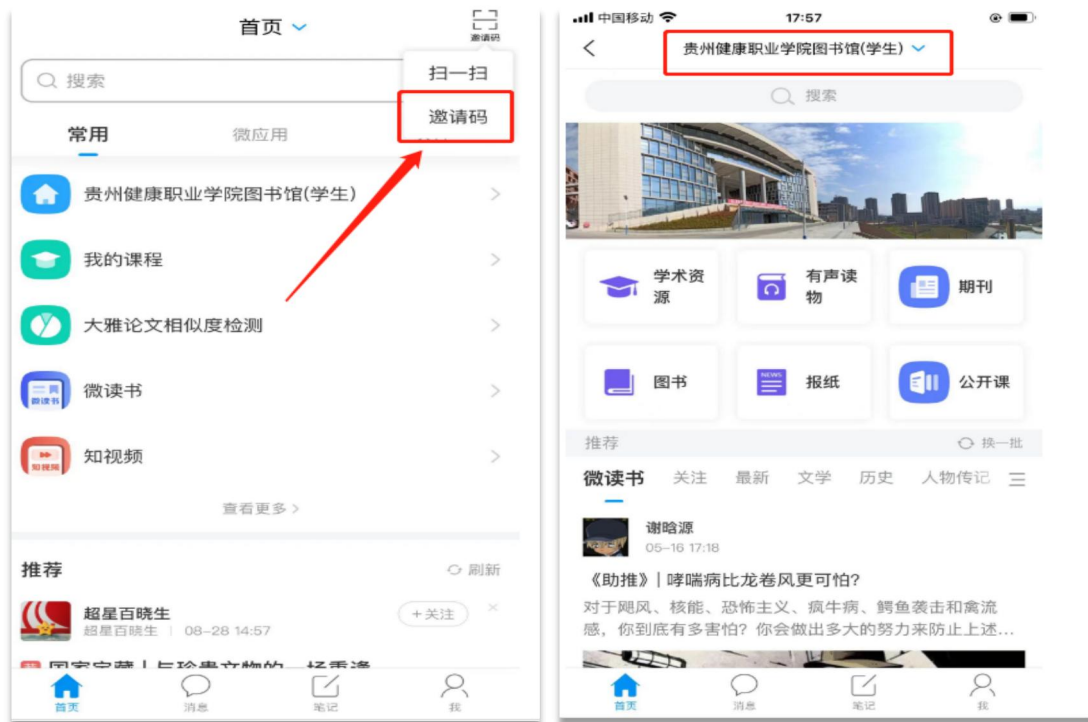 首页
邀请码
搜索
扫一扫
邀请码
常用
微应用
贵州健康职业学院图书馆(学生)
我的课程
大雅论文相似度检测
微读书
微读书
知视频
知视频
查看更多
推荐
刷新
超星百晓生
+关注
超星百晓生 | 08-28 14:57
首页
消息
笔记
我
中国移动
17:57
贵州健康职业学院图书馆(学生)
搜索
学术资
源
有声读
物
期刊
图书
NEWS
报纸
公开课
推荐
换一批
微读书
关注
最新
文学
历史
人物传记
谢晗源
05-16 17:18
《助推》| 哮喘病比龙卷风更可怕?
对于飓风、核能、恐怖主义、疯牛病、鳄鱼袭击和禽流
感，你到底有多害怕？你会做出多大的努力来防止上述...
首页
消息
笔记
我